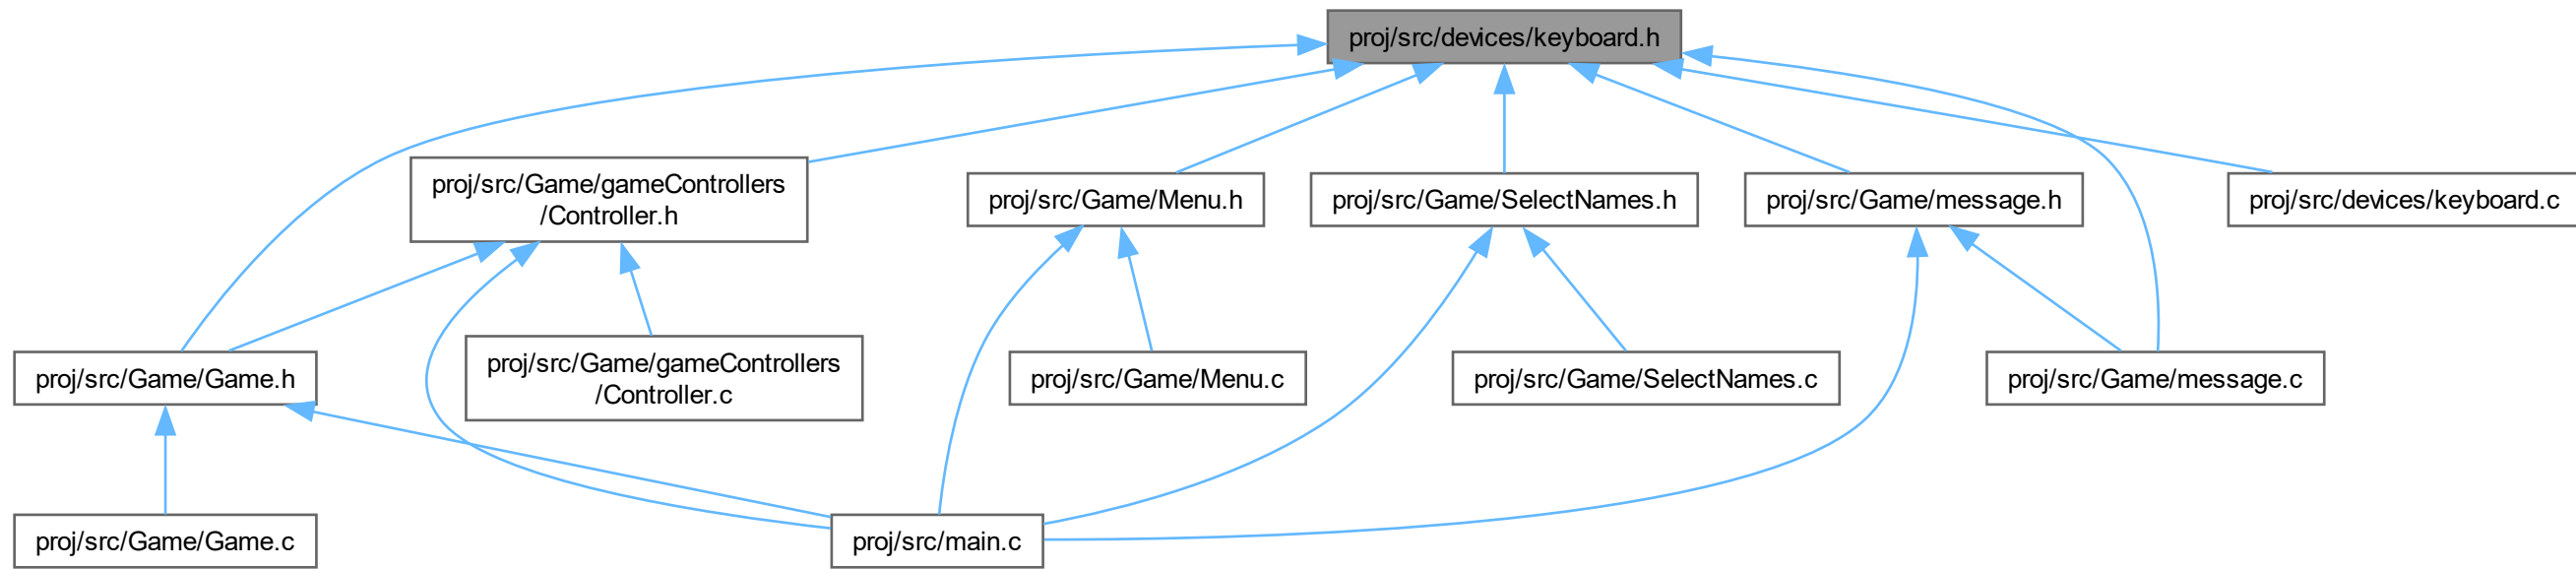 proj/src/devices/keyboard.h
proj/src/Game/gameControllers
/Controller.h
proj/src/Game/Menu.h
proj/src/Game/SelectNames.h
proj/src/Game/message.h
proj/src/devices/keyboard.c
proj/src/Game/Game.h
proj/src/Game/gameControllers
/Controller.c
proj/src/Game/Menu.c
proj/src/Game/SelectNames.c
proj/src/Game/message.c
proj/src/Game/Game.c
proj/src/main.c